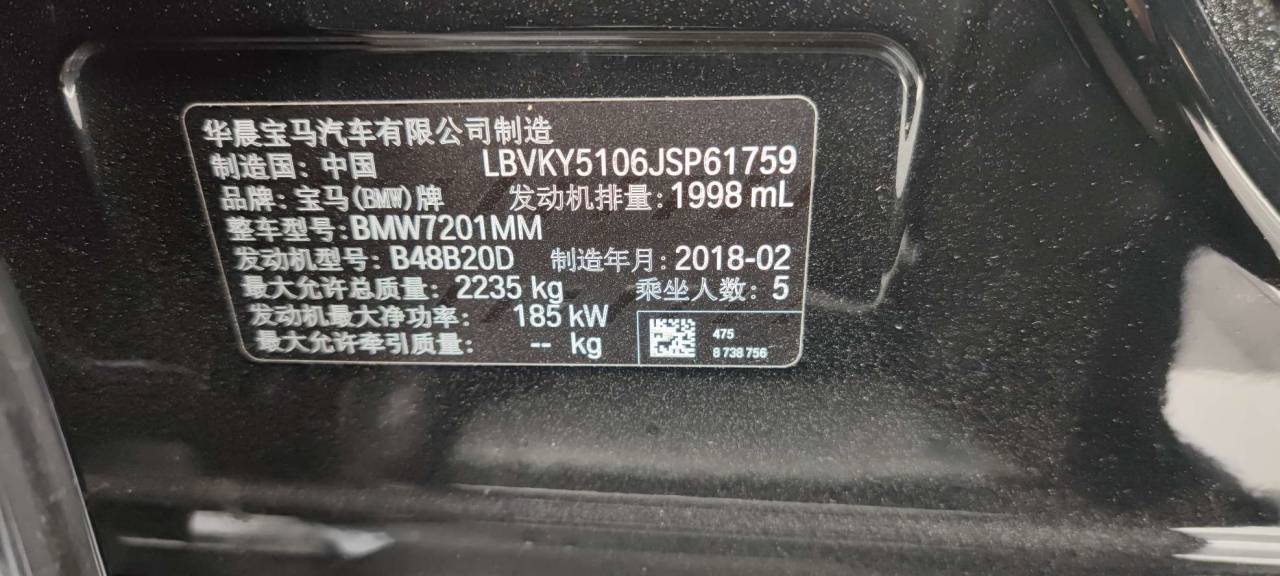 华晨宝马汽车有限公司制造
制造国：中国 LBVKY5106JSP61759
品牌：宝马(BMW)牌 发动机排量：1998 mL
整车型号：BMW7201MM
发动机型号：B48B20D 制造年月：2018-02
最大允许总质量：2235 kg 乘坐人数：5
发动机最大净功率：185 kW
最大允许牵引质量：-- kg
475
8 738 756